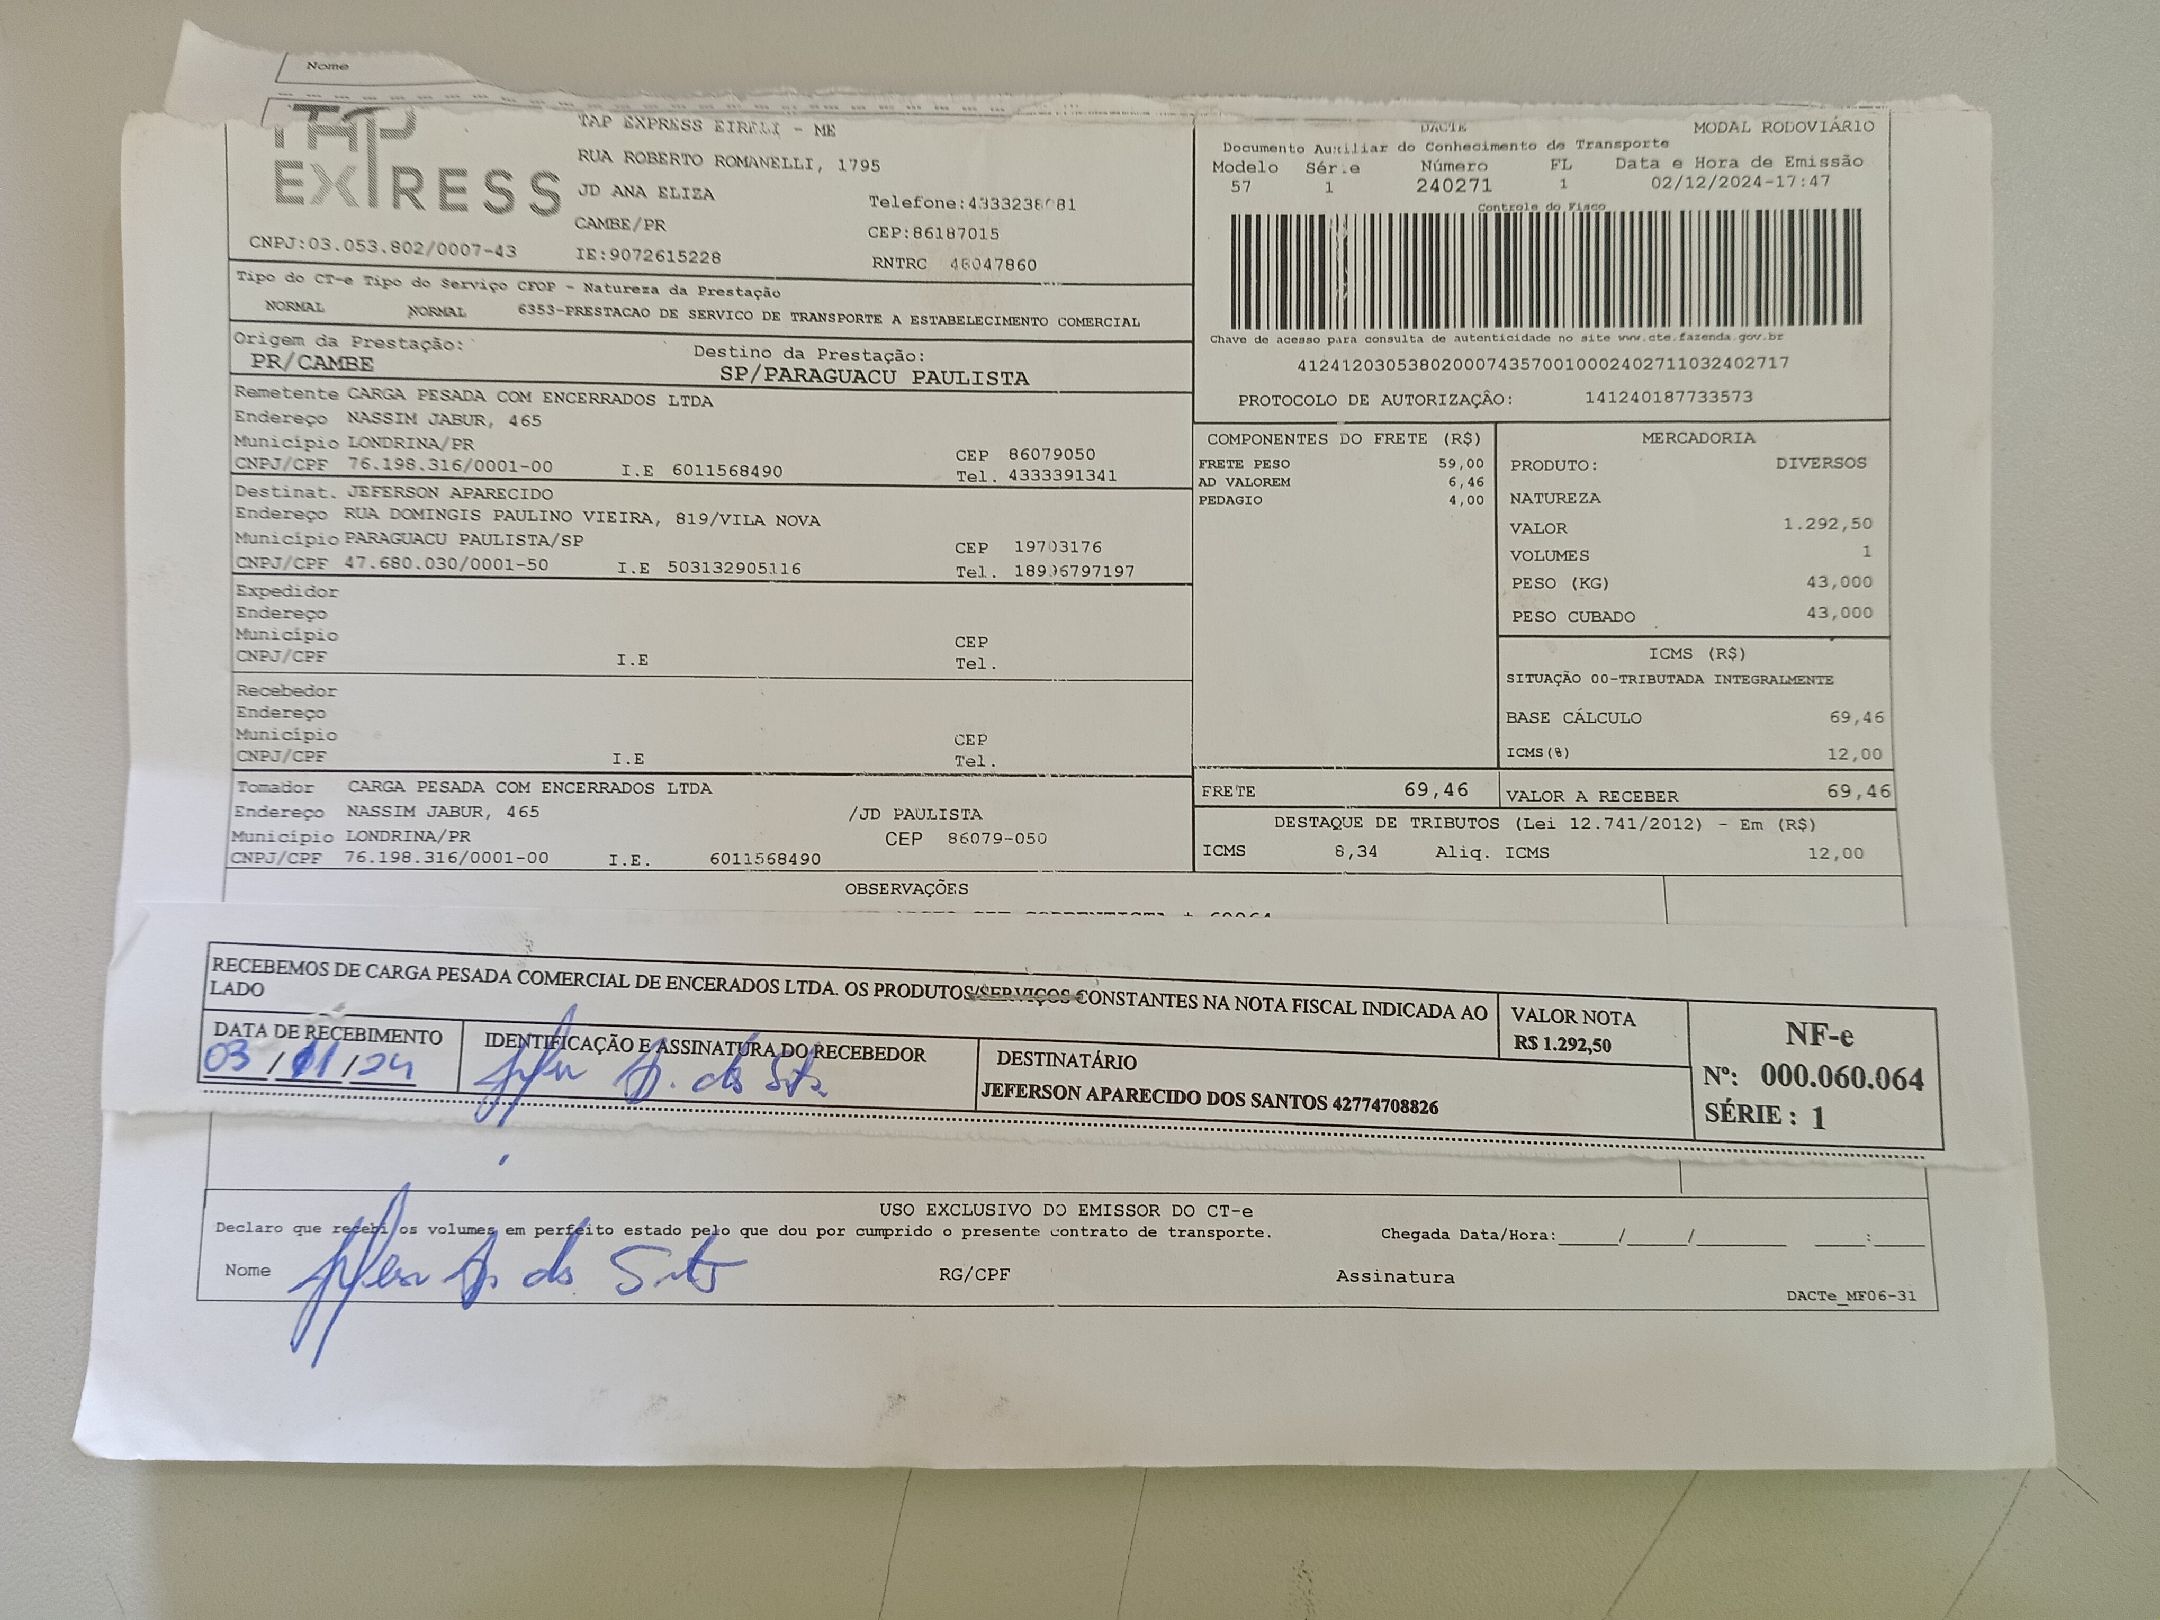 Nome
TAP
EXPRESS
TAP EXPRESS EIRELI - ME
RUA ROBERTO ROMANELLI, 1795
JD ANA ELIZA
CAMBE/PR
CNPJ:03.053.802/0007-43
IE:9072615228
CEP:86187015
RNTRC 46047860
DACTE
MODAL RODOVIÁRIO
Documento Auxiliar do Conhecimento de Transporte
Modelo Série Número FL Data e Hora de Emissão
57 1 240271 1 02/12/2024-17:47
Controle do Fisco
Chave de acesso para consulta de autenticidade no site www.cte.fazenda.gov.br
41241203053802000743570010002402711032402717
PROTOCOLO DE AUTORIZAÇÃO: 141240187733573
Tipo do CT-e Tipo do Serviço CFOP - Natureza da Prestação
NORMAL NORMAL 6353-PRESTACAO DE SERVICO DE TRANSPORTE A ESTABELECIMENTO COMERCIAL
Origem da Prestação: Destino da Prestação:
PR/CAMBE SP/PARAGUACU PAULISTA
Remetente CARGA PESADA COM ENCERRADOS LTDA
Endereço NASSIM JABUR, 465
Município LONDRINA/PR CEP 86079050
CNPJ/CPF 76.198.316/0001-00 I.E 6011568490 Tel. 4333391341
Destinat. JEFERSON APARECIDO
Endereço RUA DOMINGIS PAULINO VIEIRA, 819/VILA NOVA
Município PARAGUACU PAULISTA/SP CEP 19703176
CNPJ/CPF 47.680.030/0001-50 I.E 503132905116 Tel.
Expedidor
Endereço
Município CEP
CNPJ/CPF I.E Tel.
Recebedor
Endereço
Município CEP
CNPJ/CPF I.E Tel.
Tomador CARGA PESADA COM ENCERRADOS LTDA
Endereço NASSIM JABUR, 465 /JD PAULISTA
Município LONDRINA/PR CEP 86079-050
CNPJ/CPF 76.198.316/0001-00 I.E. 6011568490
COMPONENTES DO FRETE (R$)
FRETE PESO 59,00
AD VALOREM 6,46
PEDAGIO 4,00
MERCADORIA
PRODUTO: DIVERSOS
NATUREZA
VALOR 1.292,50
VOLUMES 1
PESO (KG) 43,000
PESO CUBADO 43,000
ICMS (R$)
SITUAÇÃO 00-TRIBUTADA INTEGRALMENTE
BASE CÁLCULO 69,46
ICMS(%) 12,00
FRETE 69,46 VALOR A RECEBER 69,46
DESTAQUE DE TRIBUTOS (Lei 12.741/2012) - Em (R$)
ICMS 8,34 Aliq. ICMS 12,00
OBSERVAÇÕES
RECEBEMOS DE CARGA PESADA COMERCIAL DE ENCERADOS LTDA. OS PRODUTOS/SERVIÇOS CONSTANTES NA NOTA FISCAL INDICADA AO
LADO
VALOR NOTA
R$ 1.292,50
NF-e
Nº: 000.060.064
SÉRIE : 1
DATA DE RECEBIMENTO
03/11/24
IDENTIFICAÇÃO E ASSINATURA DO RECEBEDOR
DESTINATÁRIO
JEFERSON APARECIDO DOS SANTOS 42774708826
USO EXCLUSIVO DO EMISSOR DO CT-e
Declaro que recebi os volumes em perfeito estado pelo que dou por cumprido o presente contrato de transporte. Chegada Data/Hora:_____/_____/________ ____:____
Nome RG/CPF Assinatura
DACTe_MF06-31